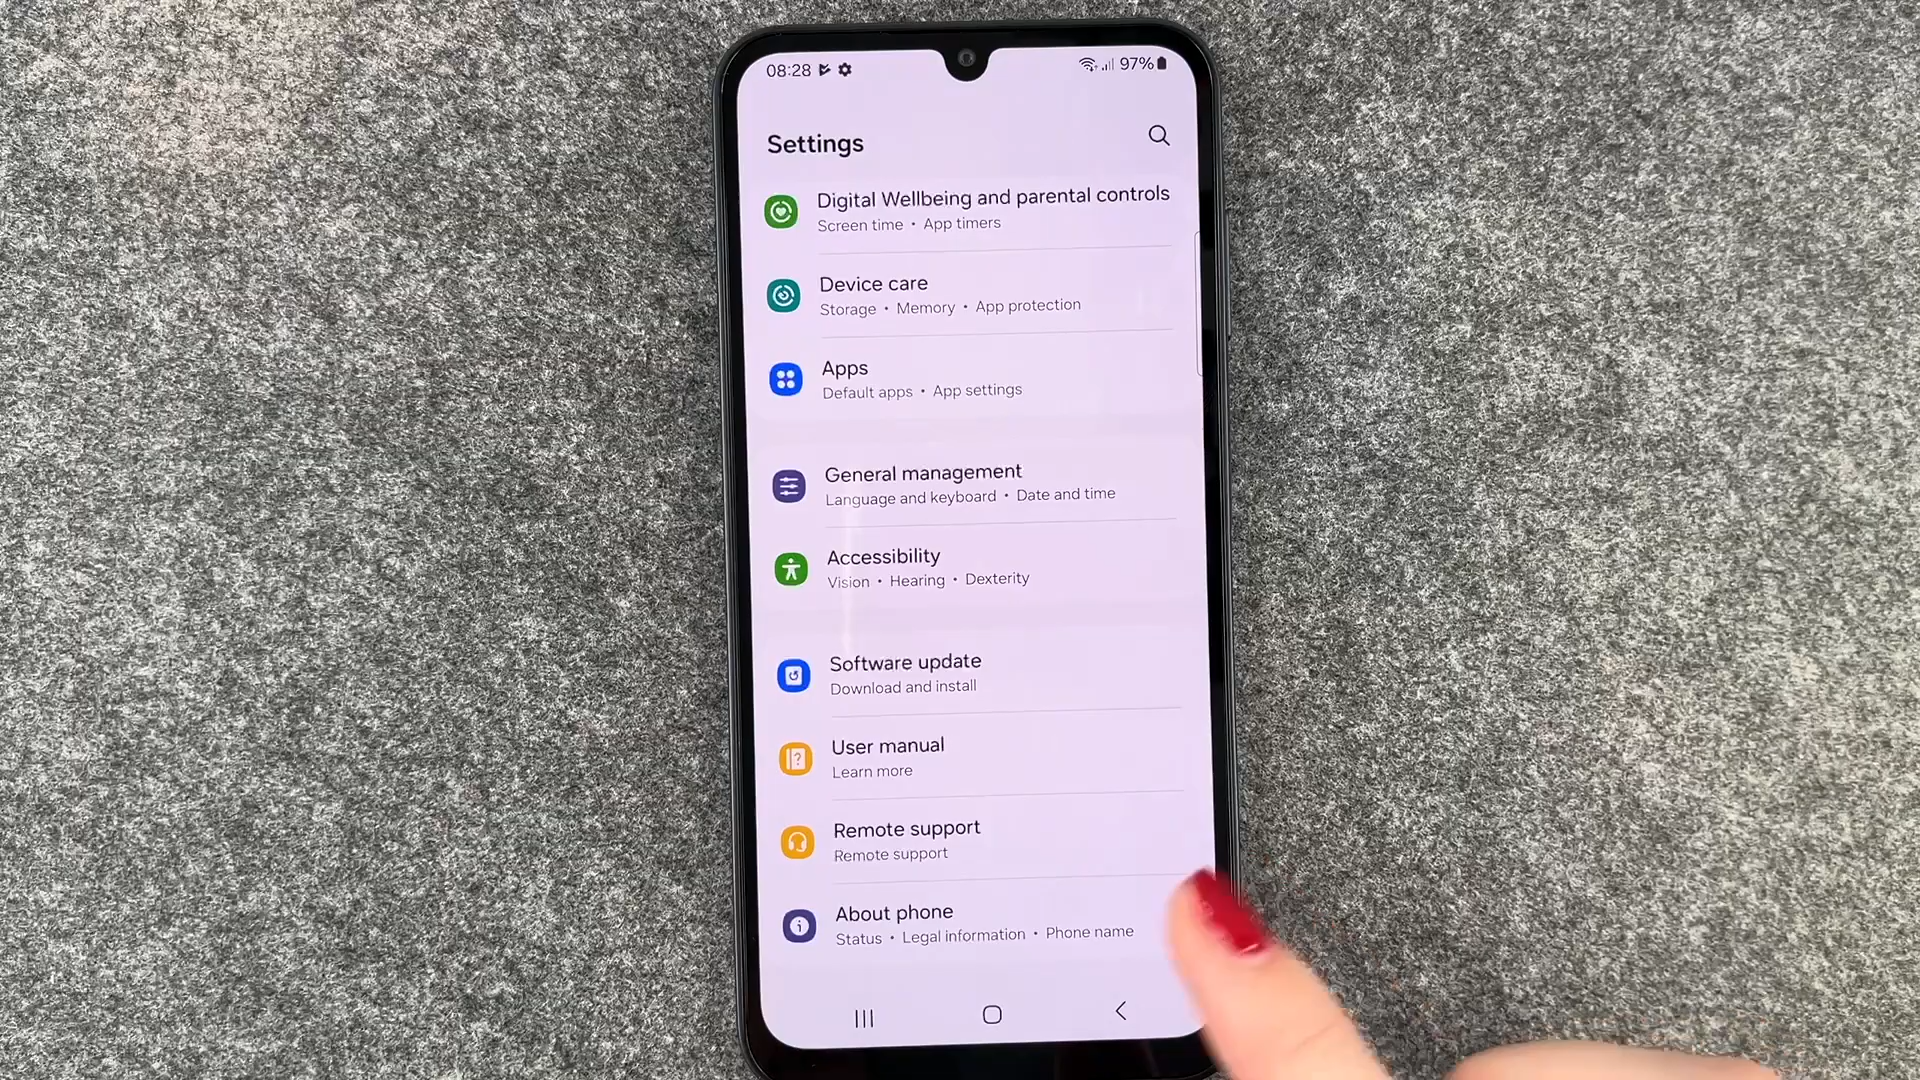 08:28
97%
Settings
Digital Wellbeing and parental controls
Screen time • App timers
Device care
Storage • Memory • App protection
Apps
Default apps • App settings
General management
Language and keyboard • Date and time
Accessibility
Vision • Hearing • Dexterity
Software update
Download and install
User manual
Learn more
Remote support
Remote support
About phone
Status • Legal information • Phone name